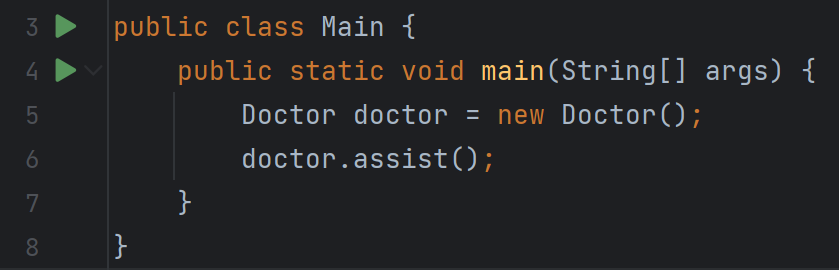 3 public class Main {
4 public static void main(String[] args) {
5 Doctor doctor = new Doctor();
6 doctor.assist();
7 }
8 }